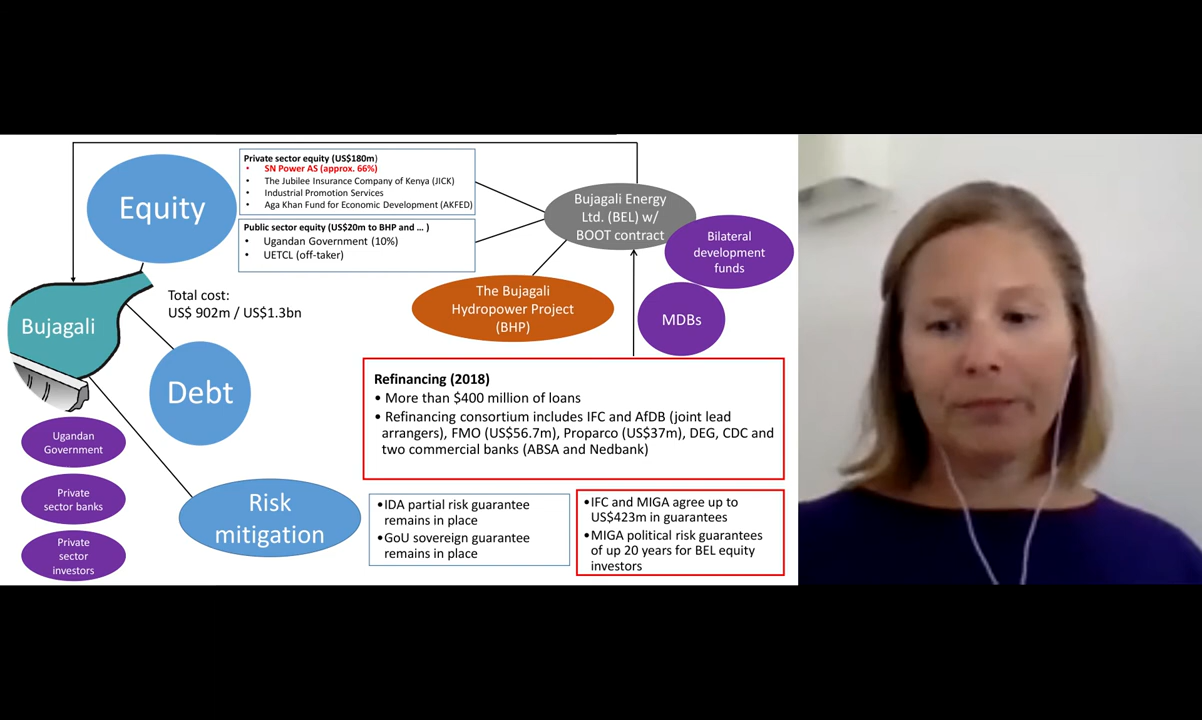 Equity
Private sector equity (US$180m)
• SN Power AS (approx. 66%)
• The Jubilee Insurance Company of Kenya (JICK)
• Industrial Promotion Services
• Aga Khan Fund for Economic Development (AKFED)
Public sector equity (US$20m to BHP and ... )
• Ugandan Government (10%)
• UETCL (off-taker)
Bujagali Energy
Ltd. (BEL) w/
BOOT contract
Bilateral
development
funds
The Bujagali
Hydropower Project
(BHP)
MDBs
Bujagali
Total cost:
US$ 902m / US$1.3bn
Debt
Refinancing (2018)
• More than $400 million of loans
• Refinancing consortium includes IFC and AfDB (joint lead
arrangers), FMO (US$56.7m), Proparco (US$37m), DEG, CDC and
two commercial banks (ABSA and Nedbank)
Ugandan
Government
Private
sector banks
Private
sector
investors
Risk
mitigation
•IDA partial risk guarantee
remains in place
•GoU sovereign guarantee
remains in place
•IFC and MIGA agree up to
US$423m in guarantees
•MIGA political risk guarantees
of up 20 years for BEL equity
investors